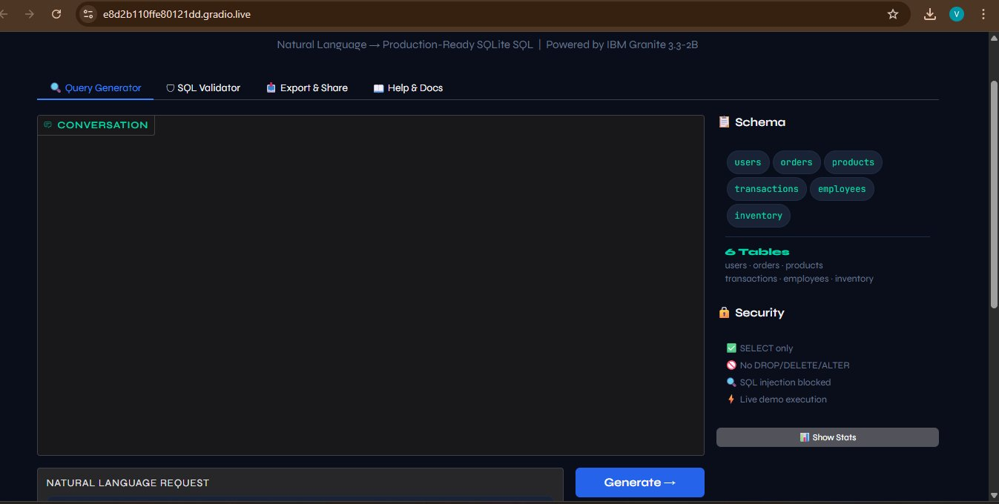 e8d2b110ffe80121dd.gradio.live
V
Natural Language → Production-Ready SQLite SQL | Powered by IBM Granite 3.3-2B
Query Generator
SQL Validator
Export & Share
Help & Docs
CONVERSATION
Schema
users
orders
products
transactions
employees
inventory
6 Tables
users · orders · products
transactions · employees · inventory
Security
SELECT only
No DROP/DELETE/ALTER
SQL injection blocked
Live demo execution
Show Stats
NATURAL LANGUAGE REQUEST
Generate →